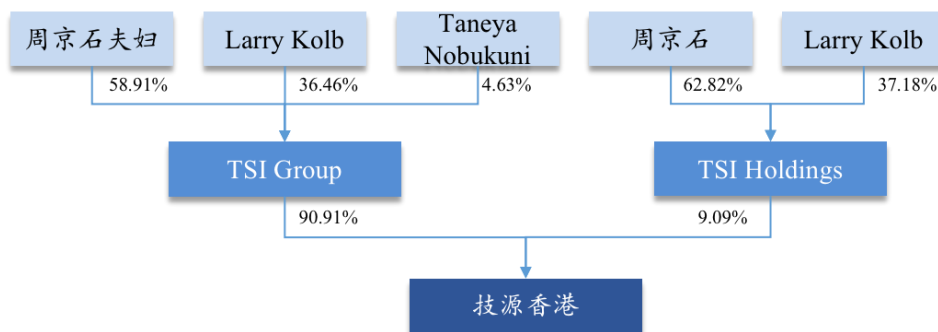 周京石夫妇
Larry Kolb
Taneya
Nobukuni
周京石
Larry Kolb
58.91%
36.46%
4.63%
62.82%
37.18%
TSI Group
TSI Holdings
90.91%
9.09%
技源香港